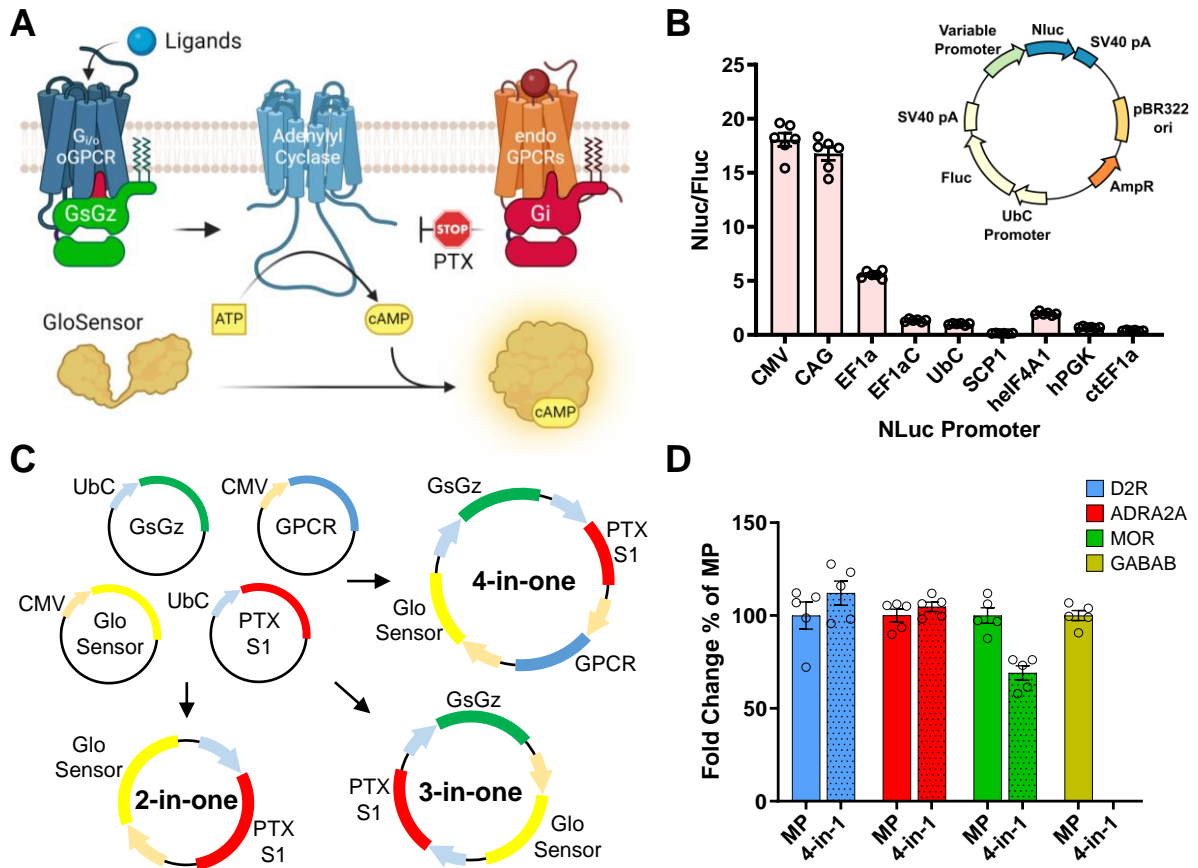 A
Ligands
Gi/o
oGPCR
GsGz
Adenylyl
Cyclase
endo
GPCRs
Gi
STOP
PTX
GloSensor
ATP
cAMP
cAMP
B
Nluc/Fluc
25
20
15
10
5
0
CMV
CAG
EF1a
EF1aC
UbC
SCP1
heIF4A1
hPGK
ctEF1a
NLuc Promoter
Variable
Promoter
Nluc
SV40 pA
pBR322
ori
AmpR
UbC
Promoter
Fluc
SV40 pA
C
UbC
GsGz
CMV
GPCR
CMV
Glo
Sensor
UbC
PTX
S1
GsGz
PTX
S1
4-in-one
Glo
Sensor
GPCR
Glo
Sensor
2-in-one
PTX
S1
GsGz
PTX
S1
3-in-one
Glo
Sensor
D
D2R
ADRA2A
MOR
GABAB
Fold Change % of MP
150
100
50
0
MP
4-in-1
MP
4-in-1
MP
4-in-1
MP
4-in-1